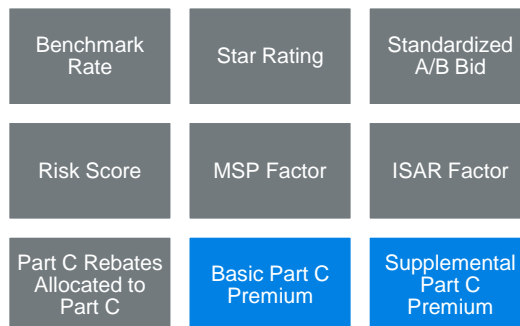 Benchmark
Rate
Star Rating
Standardized
A/B Bid
Risk Score
MSP Factor
ISAR Factor
Part C Rebates
Allocated to
Part C
Basic Part C
Premium
Supplemental
Part C
Premium